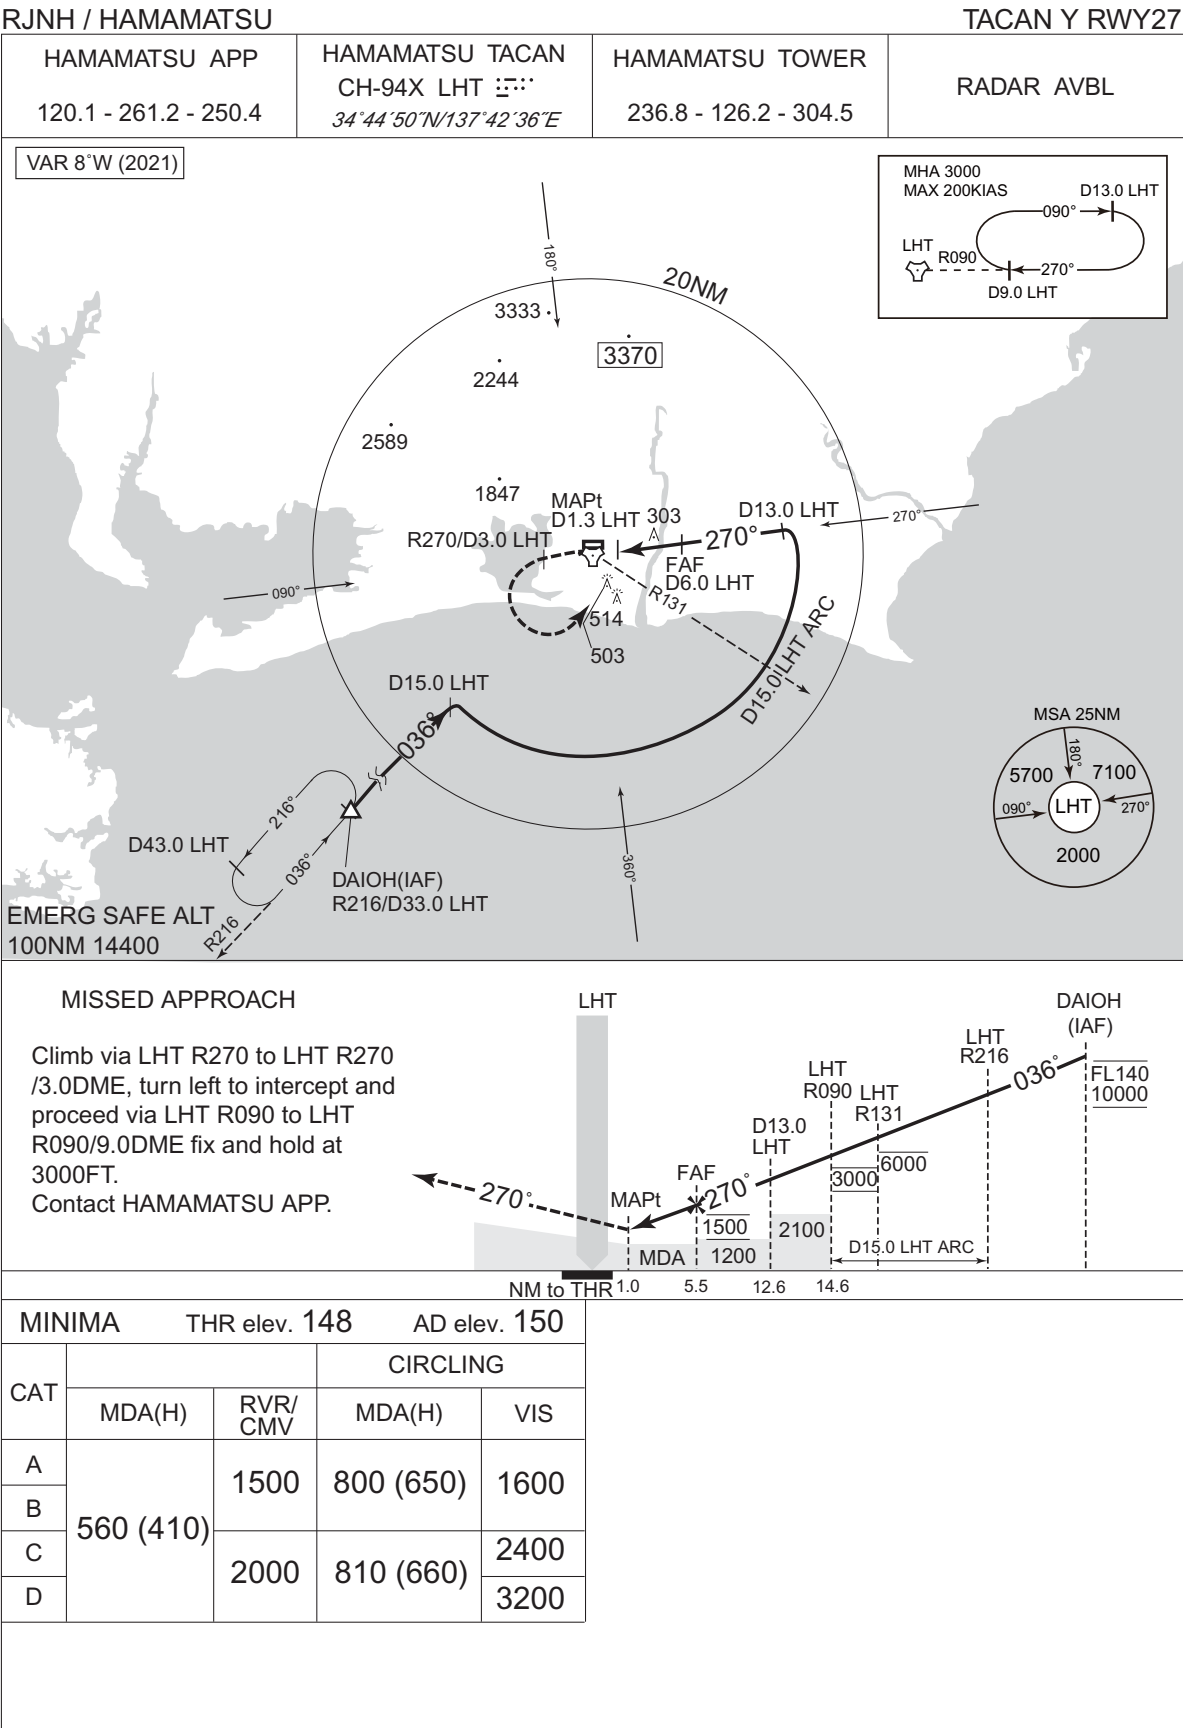 RJNH / HAMAMATSU
TACAN Y RWY27
HAMAMATSU APP
120.1 - 261.2 - 250.4
HAMAMATSU TACAN
CH-94X LHT
34°44´50˝N/137°42´36˝E
HAMAMATSU TOWER
236.8 - 126.2 - 304.5
RADAR AVBL
VAR 8°W (2021)
MHA 3000
MAX 200KIAS
D13.0 LHT
090°
LHT
R090
270°
D9.0 LHT
180°
20NM
3333
3370
2244
2589
1847
MAPt
D1.3 LHT
303
D13.0 LHT
270°
270°
R270/D3.0 LHT
FAF
D6.0 LHT
090°
R131
514
503
D15.0 LHT ARC
D15.0 LHT
036°
MSA 25NM
180°
5700
7100
090°
LHT
270°
2000
216°
D43.0 LHT
036°
360°
DAIOH(IAF)
R216/D33.0 LHT
EMERG SAFE ALT
100NM 14400
R216
MISSED APPROACH
Climb via LHT R270 to LHT R270
/3.0DME, turn left to intercept and
proceed via LHT R090 to LHT
R090/9.0DME fix and hold at
3000FT.
Contact HAMAMATSU APP.
LHT
DAIOH
(IAF)
LHT
R216
036°
FL140
10000
LHT
R090
LHT
R131
D13.0
LHT
6000
3000
FAF
270°
MAPt
270°
1500
2100
MDA
1200
D15.0 LHT ARC
NM to THR
1.0
5.5
12.6
14.6
MINIMA THR elev. 148 AD elev. 150
CAT
CIRCLING
MDA(H)
RVR/
CMV
MDA(H)
VIS
A
B
C
D
560 (410)
1500
2000
800 (650)
810 (660)
1600
2400
3200